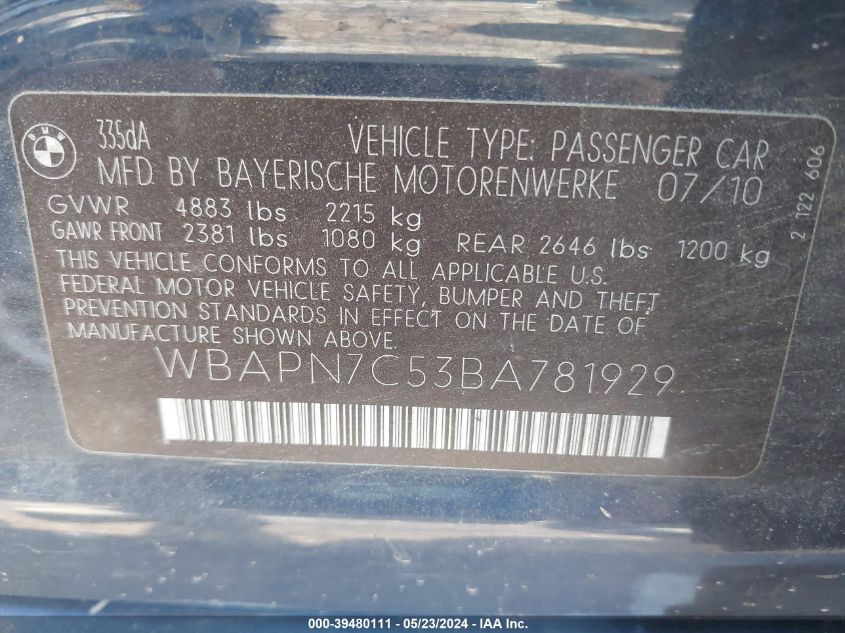 BMW
335dA
VEHICLE TYPE: PASSENGER CAR
MFD BY BAYERISCHE MOTORENWERKE 07/10
GVWR 4883 lbs 2215 kg
GAWR FRONT 2381 lbs 1080 kg REAR 2646 lbs 1200 kg
THIS VEHICLE CONFORMS TO ALL APPLICABLE U.S.
FEDERAL MOTOR VEHICLE SAFETY, BUMPER AND THEFT
PREVENTION STANDARDS IN EFFECT ON THE DATE OF
MANUFACTURE SHOWN ABOVE.
WBAPN7C53BA781929
2 122 606
000-39480111 - 05/23/2024 - IAA Inc.